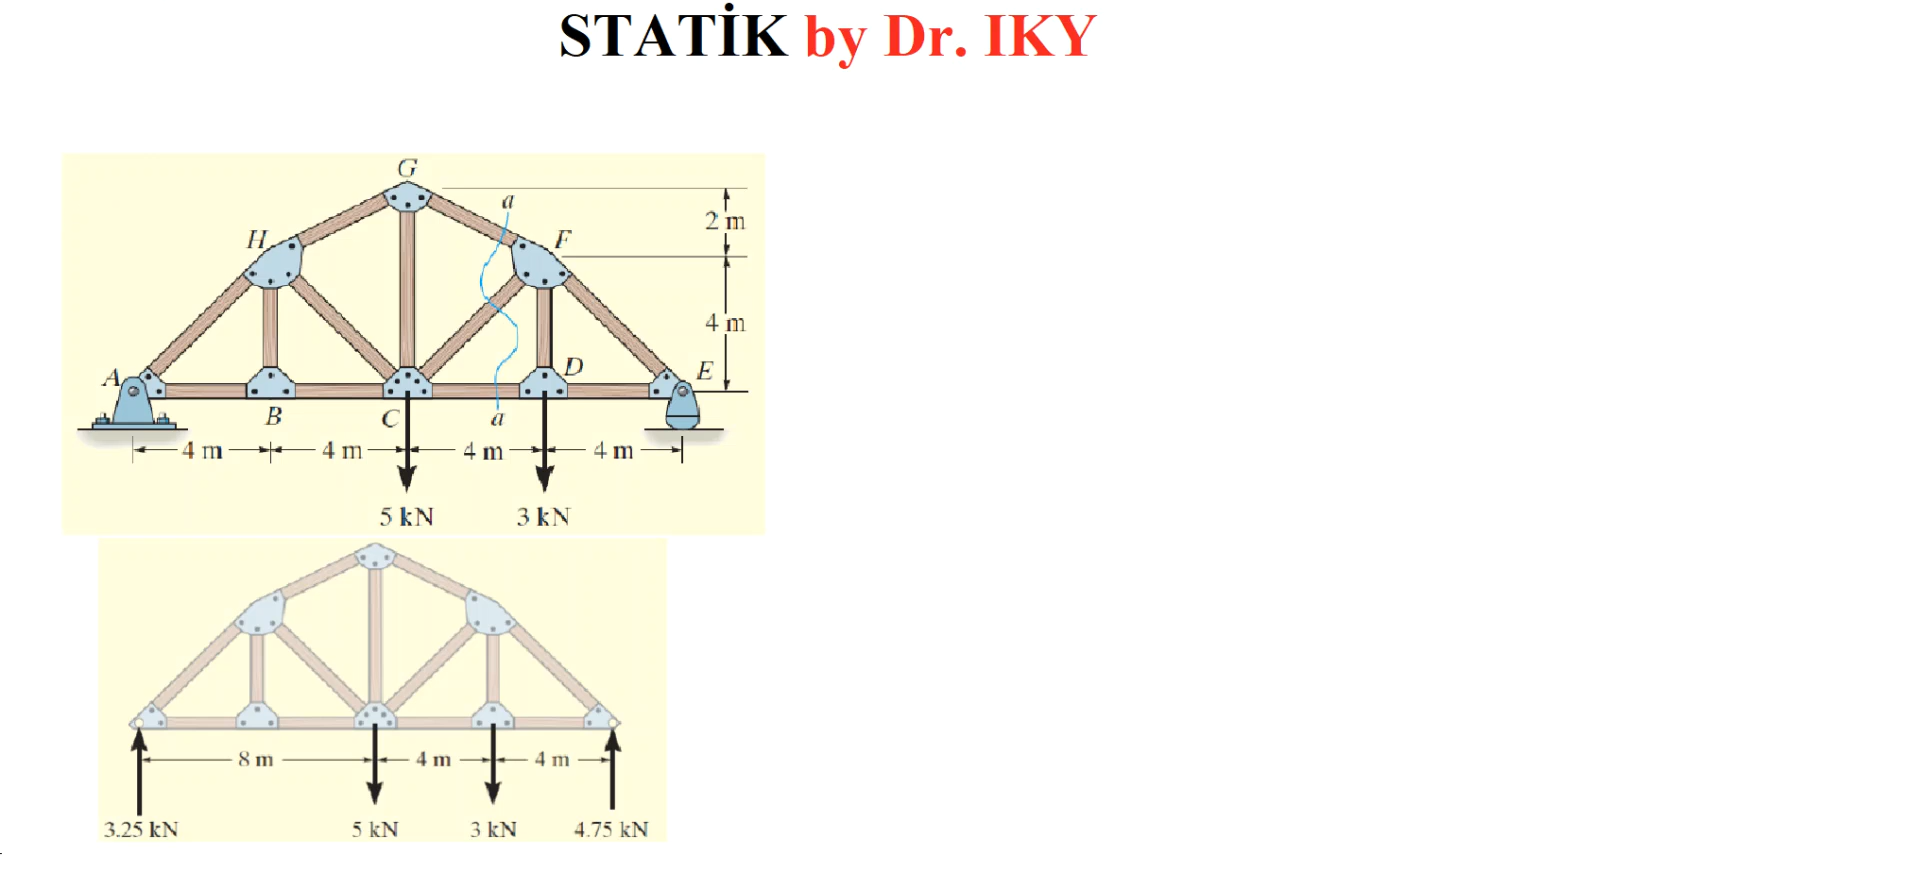 STATİK by Dr. IKY
G
a
2 m
H
F
4 m
A
D
E
B
C
a
4 m
4 m
4 m
4 m
5 kN
3 kN
8 m
4 m
4 m
3.25 kN
5 kN
3 kN
4.75 kN